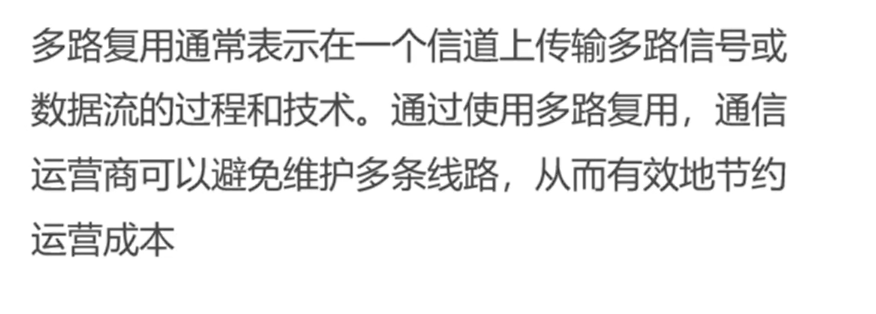 多路复用通常表示在一个信道上传输多路信号或
数据流的过程和技术。通过使用多路复用，通信
运营商可以避免维护多条线路，从而有效地节约
运营成本